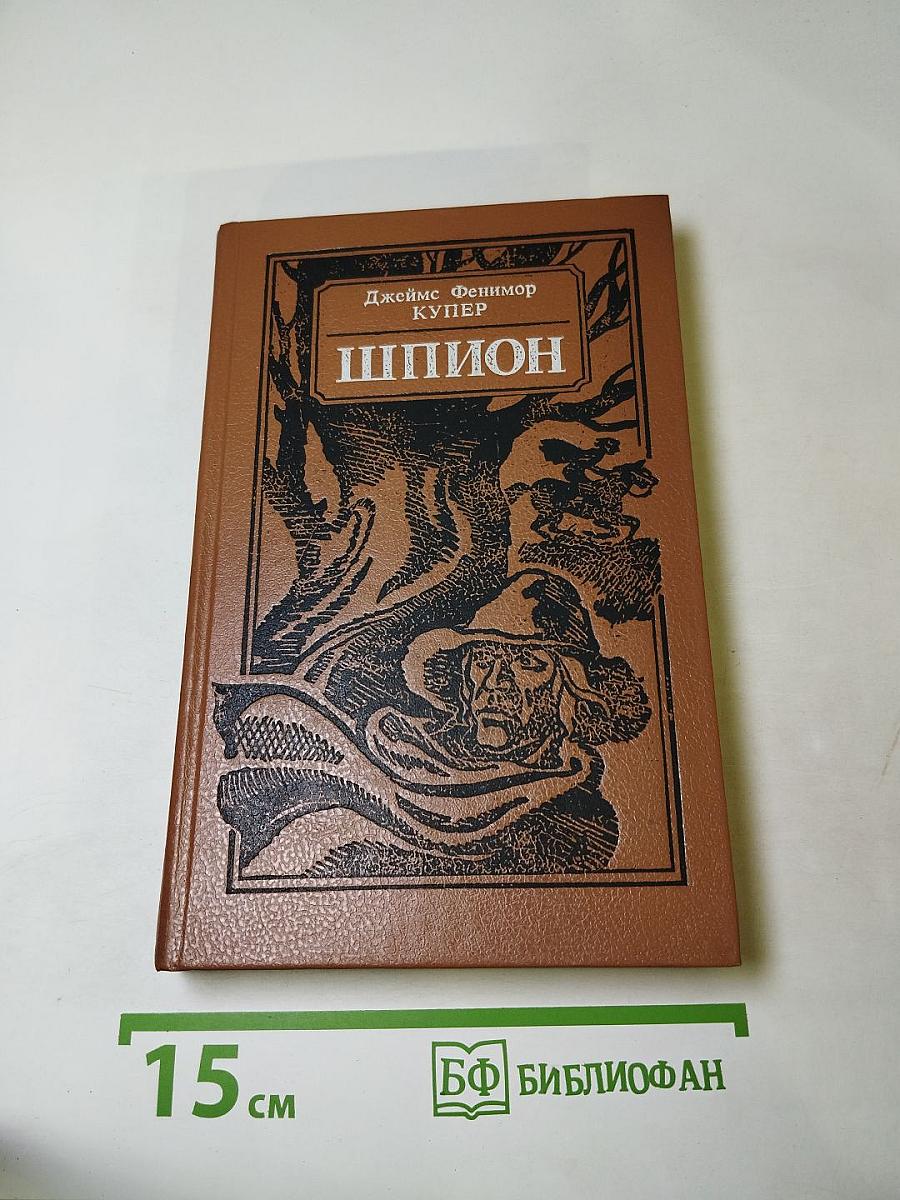 Джеймс Фенимор
КУПЕР
ШПИОН
15 см
БФ БИБЛИОФАН